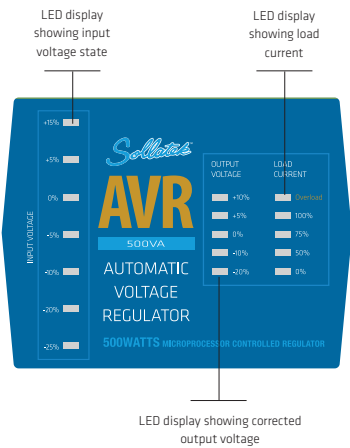 LED display
showing input
voltage state
LED display
showing load
current
+15%
+5%
0%
-5%
-10%
-20%
-25%
INPUT VOLTAGE
Sollatek
AVR
500VA
AUTOMATIC
VOLTAGE
REGULATOR
500WATTS MICROPROCESSOR CONTROLLED REGULATOR
OUTPUT
VOLTAGE
+10%
+5%
0%
-10%
-20%
LOAD
CURRENT
Overload
100%
75%
50%
0%
LED display showing corrected
output voltage